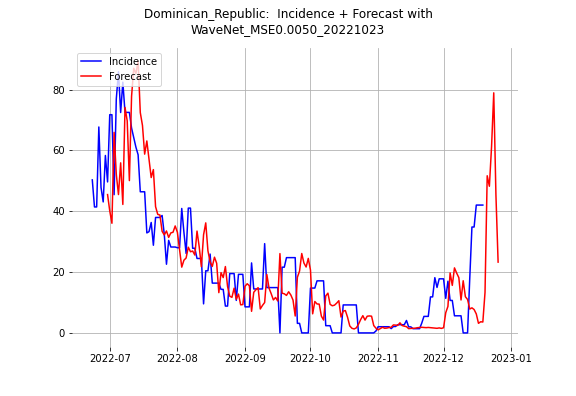 Dominican_Republic:  Incidence + Forecast with
WaveNet_MSE0.0050_20221023
Incidence
Forecast
80
60
40
20
0
2022-07 2022-08 2022-09 2022-10 2022-11 2022-12 2023-01